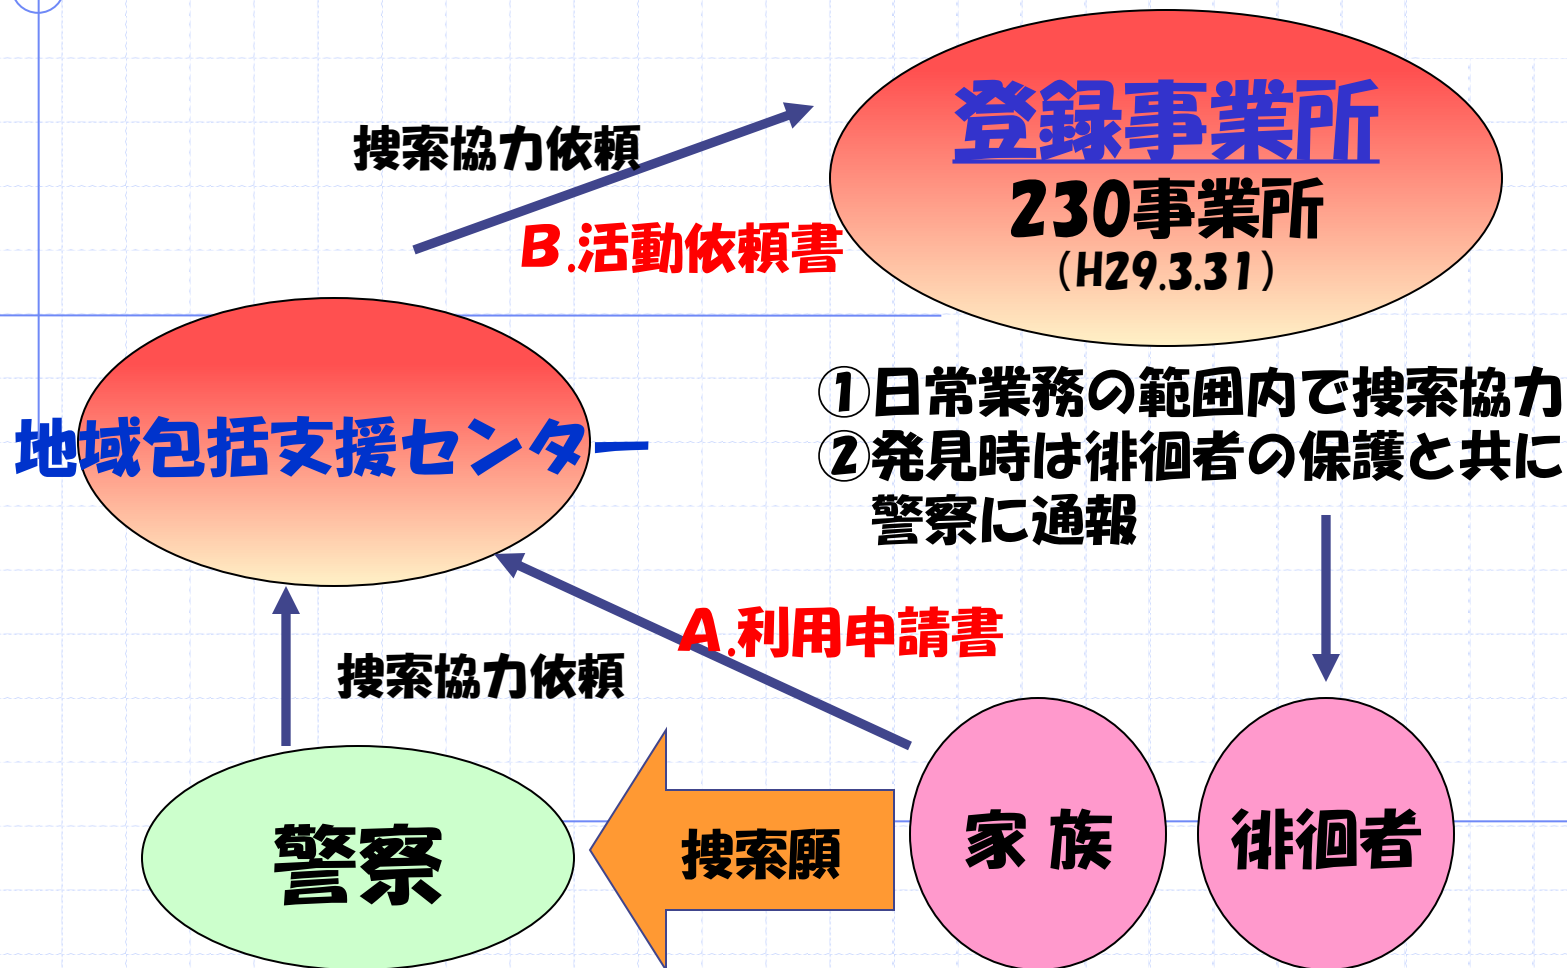 登録事業所
230事業所
（H29.3.31）
捜索協力依頼
B.活動依頼書
地域包括支援センター
①日常業務の範囲内で捜索協力
②発見時は徘徊者の保護と共に
警察に通報
A.利用申請書
捜索協力依頼
警察
捜索願
家 族
徘徊者